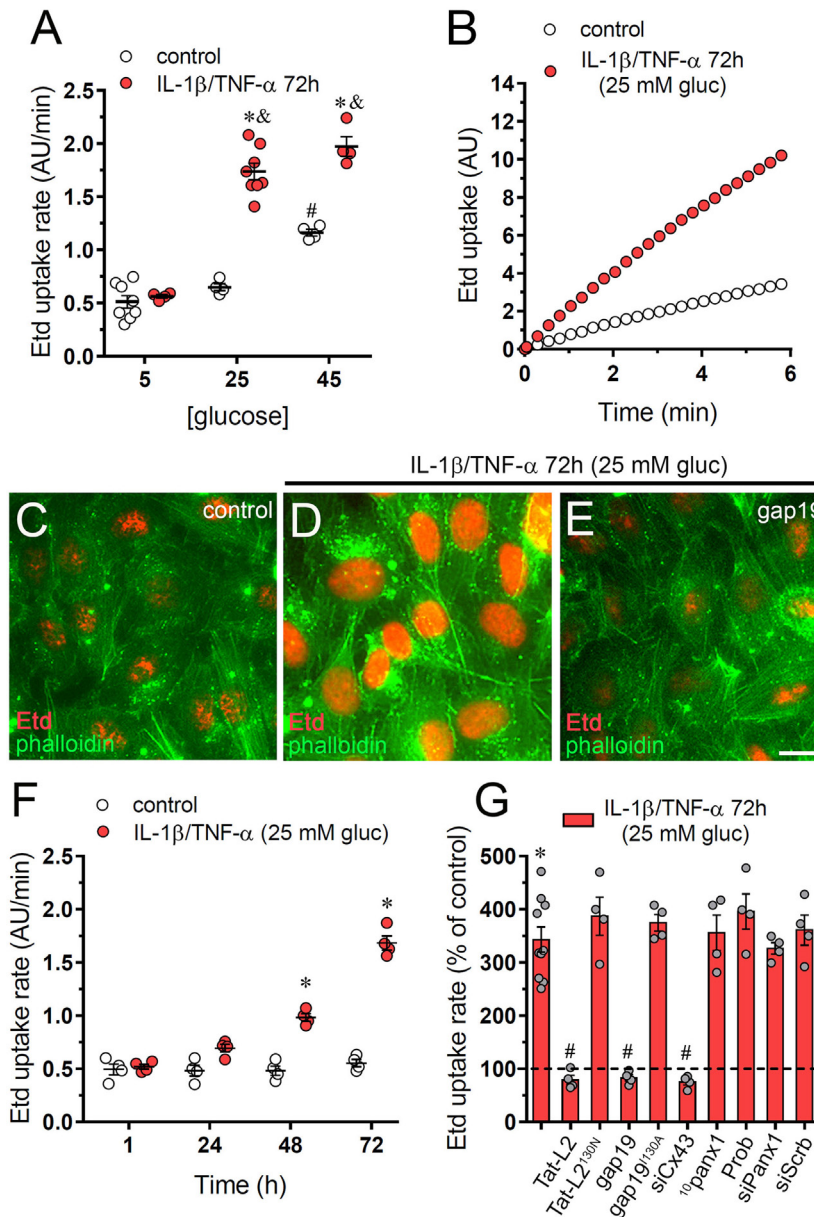 A
control
IL-1β/TNF-α 72h
Etd uptake rate (AU/min)
2.5
2.0
1.5
1.0
0.5
0.0
*&
#
*&
5 25 45
[glucose]
B
control
IL-1β/TNF-α 72h
(25 mM gluc)
Etd uptake (AU)
14
12
10
8
6
4
2
0
0 2 4 6
Time (min)
IL-1β/TNF-α 72h (25 mM gluc)
C
control
Etd
phalloidin
D
Etd
phalloidin
E
gap19
Etd
phalloidin
F
control
IL-1β/TNF-α (25 mM gluc)
Etd uptake rate (AU/min)
2.5
2.0
1.5
1.0
0.5
0.0
*
*
1 24 48 72
Time (h)
G
IL-1β/TNF-α 72h
(25 mM gluc)
Etd uptake rate (% of control)
500
400
300
200
100
0
*
#
#
#
Tat-L2
Tat-L2¹³⁰ᴺ
gap19
gap19ᴵ¹³⁰ᴬ
siCx43
¹⁰panx1
Prob
siPanx1
siScrb